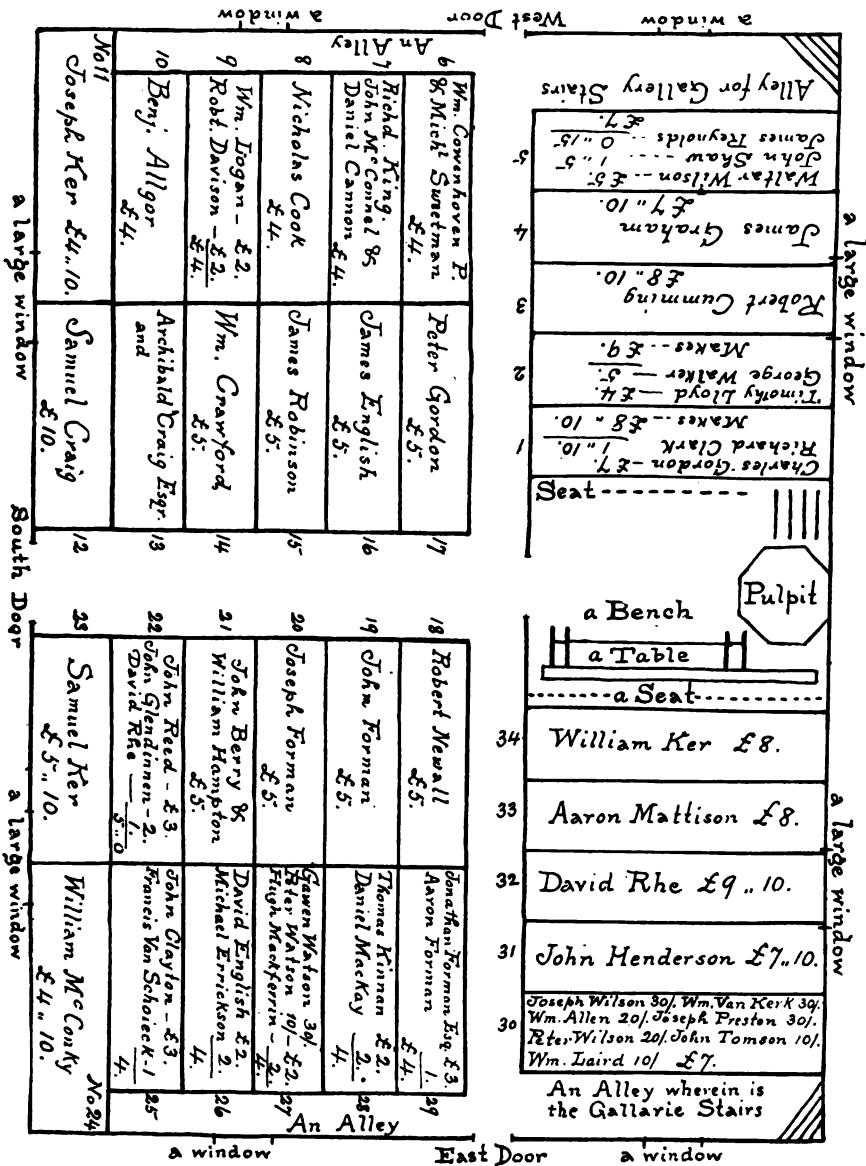 a window
West Door
a window
Alley for Gallery Stairs
An Alley
5
Waltar Wilson -- £5.
John Shaw ---- 1 ,, 5
James Reynolds -- 0 ,, 15
£7.
4
James Graham
£7 ,, 10.
3
Robert Cumming
£8 ,, 10.
2
Timothy Lloyd — £4.
George Walker — 5.
Makes --- £9.
1
Charles Gordon - £7.
Richard Clark 1 ,, 10.
Makes --- £8 ,, 10.
a large window
Seat
Pulpit
a Bench
a Table
a Seat
34
William Ker £8.
33
Aaron Mattison £8.
32
David Rhe £9 ,, 10.
31
John Henderson £7 ,, 10.
30
Joseph Wilson 30/. Wm. Van Kerk 30/.
Wm. Allen 20/. Joseph Preston 30/.
Peter Wilson 20/. John Tomson 10/.
Wm. Laird 10/ £7.
a large window
An Alley wherein is
the Gallarie Stairs
a window
East Door
a window
An Alley
6
Wm. Cowenhoven P.
& Michl Sweetman
£4.
7
Richd. King,
John McConnel &
Daniel Cannon
£4.
8
Nicholas Cook
£4.
9
Wm. Logan - £2.
Robt. Davison - £2.
£4.
10
Benj. Allgor
£4.
No 11
Joseph Ker £4 ,, 10.
a large window
Samuel Craig
£10.
12
Archibald Craig Esqr.
and
13
Wm. Crawford,
£5.
14
James Robinson
£5.
15
James English
£5.
16
Peter Gordon
£5.
17
South Door
18
Robert Newall
£5.
19
John Forman
£5.
20
Joseph Forman
£5.
21
John Berry &
William Hampton
£5.
22
John Reed - £3.
John Glendinnen - 2.
David Rhe — 1.
5 ,, 0
23
Samuel Ker
£5 ,, 10.
a large window
William McConky
£4 ,, 10.
No 24
John Clayton - £3.
Francis Van Schoieck - 1
4.
25
David English £2.
Michael Errickson 2.
4.
26
Gawen Watson 30/
Peter Watson 10/ - £2.
Hugh Mackferrin - 2.
4.
27
Thomas Kinnan £2.
Daniel MacKay 2.
4.
28
Jonathan Forman Esq. £3.
Aaron Forman 1.
£4.
29